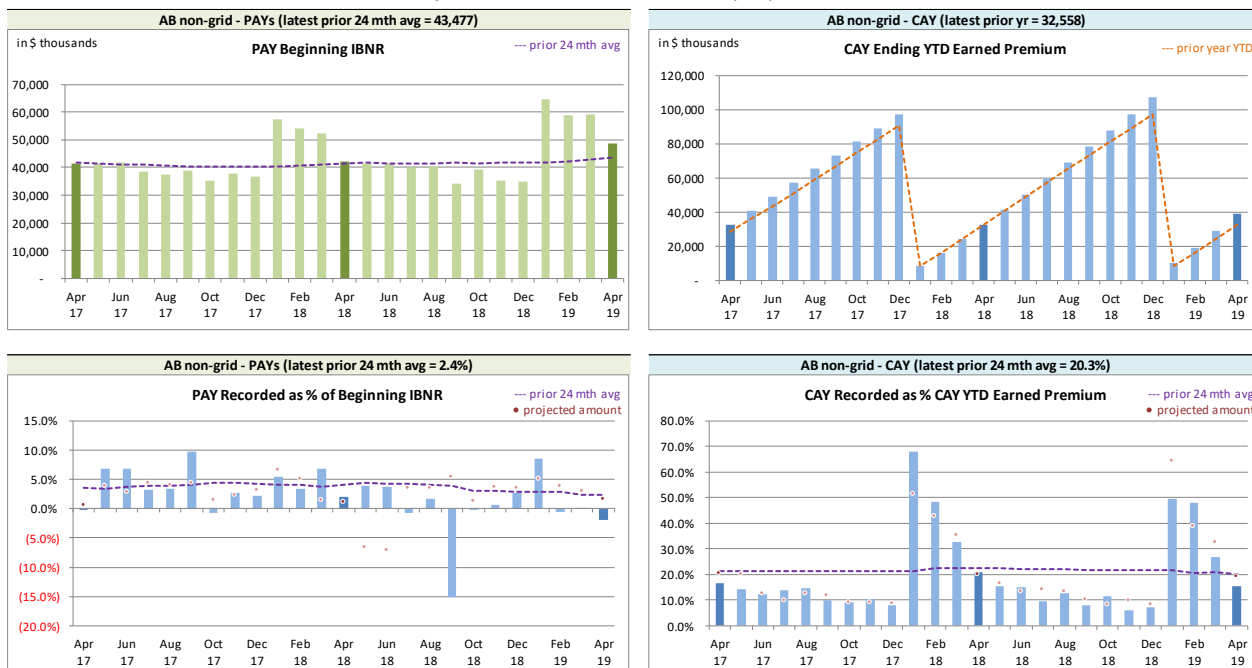 AB non-grid - PAYs (latest prior 24 mth avg = 43,477)
in $ thousands
PAY Beginning IBNR
--- prior 24 mth avg
70,000
60,000
50,000
40,000
30,000
20,000
10,000
-
Apr Jun Aug Oct Dec Feb Apr Jun Aug Oct Dec Feb Apr
17 17 17 17 17 18 18 18 18 18 18 19 19
AB non-grid - CAY (latest prior yr = 32,558)
in $ thousands
CAY Ending YTD Earned Premium
--- prior year YTD
120,000
100,000
80,000
60,000
40,000
20,000
-
Apr Jun Aug Oct Dec Feb Apr Jun Aug Oct Dec Feb Apr
17 17 17 17 17 18 18 18 18 18 18 19 19
AB non-grid - PAYs (latest prior 24 mth avg = 2.4%)
PAY Recorded as % of Beginning IBNR
--- prior 24 mth avg
• projected amount
15.0%
10.0%
5.0%
0.0%
(5.0%)
(10.0%)
(15.0%)
(20.0%)
Apr Jun Aug Oct Dec Feb Apr Jun Aug Oct Dec Feb Apr
17 17 17 17 17 18 18 18 18 18 18 19 19
AB non-grid - CAY (latest prior 24 mth avg = 20.3%)
CAY Recorded as % CAY YTD Earned Premium
--- prior 24 mth avg
• projected amount
80.0%
70.0%
60.0%
50.0%
40.0%
30.0%
20.0%
10.0%
0.0%
Apr Jun Aug Oct Dec Feb Apr Jun Aug Oct Dec Feb Apr
17 17 17 17 17 18 18 18 18 18 18 19 19